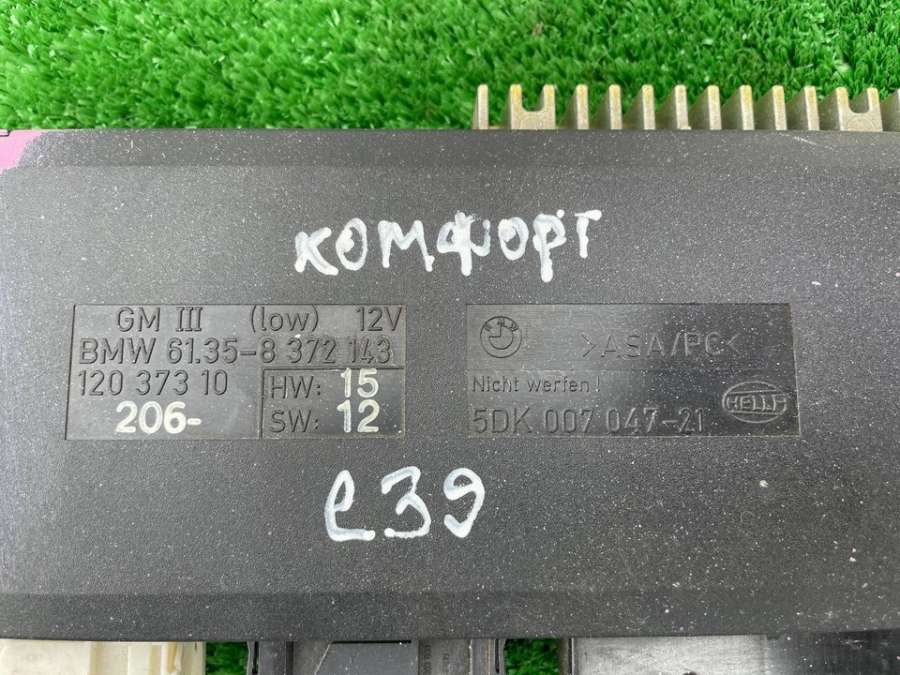 комфорт
GM III (low) 12V
BMW 61.35-8 372 143
120 373 10
HW: 15
206-
SW: 12
>ASA/PC<
Nicht werfen!
HELLA
5DK 007 047-21
e39